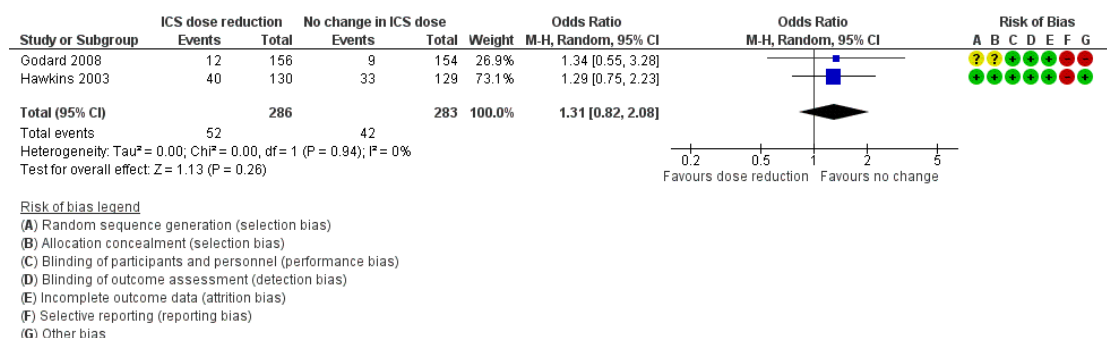 ICS dose reduction No change in ICS dose Odds Ratio Odds Ratio Risk of Bias
Study or Subgroup Events Total Events Total Weight M-H, Random, 95% CI M-H, Random, 95% CI A B C D E F G
Godard 2008 12 156 9 154 26.9% 1.34 [0.55, 3.28] ? ? + + + - -
Hawkins 2003 40 130 33 129 73.1% 1.29 [0.75, 2.23] + + + + + - +
Total (95% CI) 286 283 100.0% 1.31 [0.82, 2.08]
Total events 52 42
Heterogeneity: Tau² = 0.00; Chi² = 0.00, df = 1 (P = 0.94); I² = 0%
Test for overall effect: Z = 1.13 (P = 0.26)
0.2 0.5 1 2 5
Favours dose reduction Favours no change
Risk of bias legend
(A) Random sequence generation (selection bias)
(B) Allocation concealment (selection bias)
(C) Blinding of participants and personnel (performance bias)
(D) Blinding of outcome assessment (detection bias)
(E) Incomplete outcome data (attrition bias)
(F) Selective reporting (reporting bias)
(G) Other bias